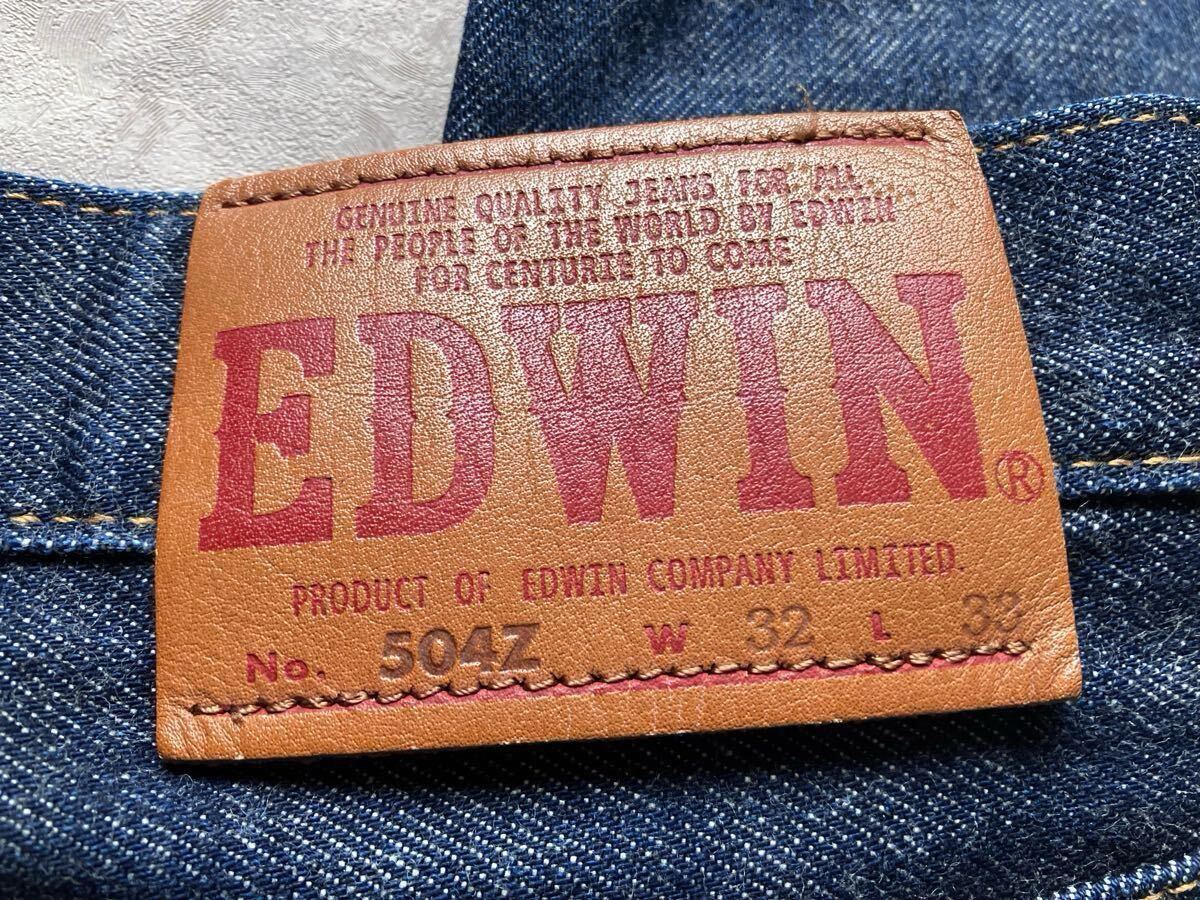 GENUINE QUALITY JEANS FOR ALL
THE PEOPLE OF THE WORLD BY EDWIN
FOR CENTURIE TO COME
EDWIN®
PRODUCT OF EDWIN COMPANY LIMITED.
No. 504Z W 32 L 33